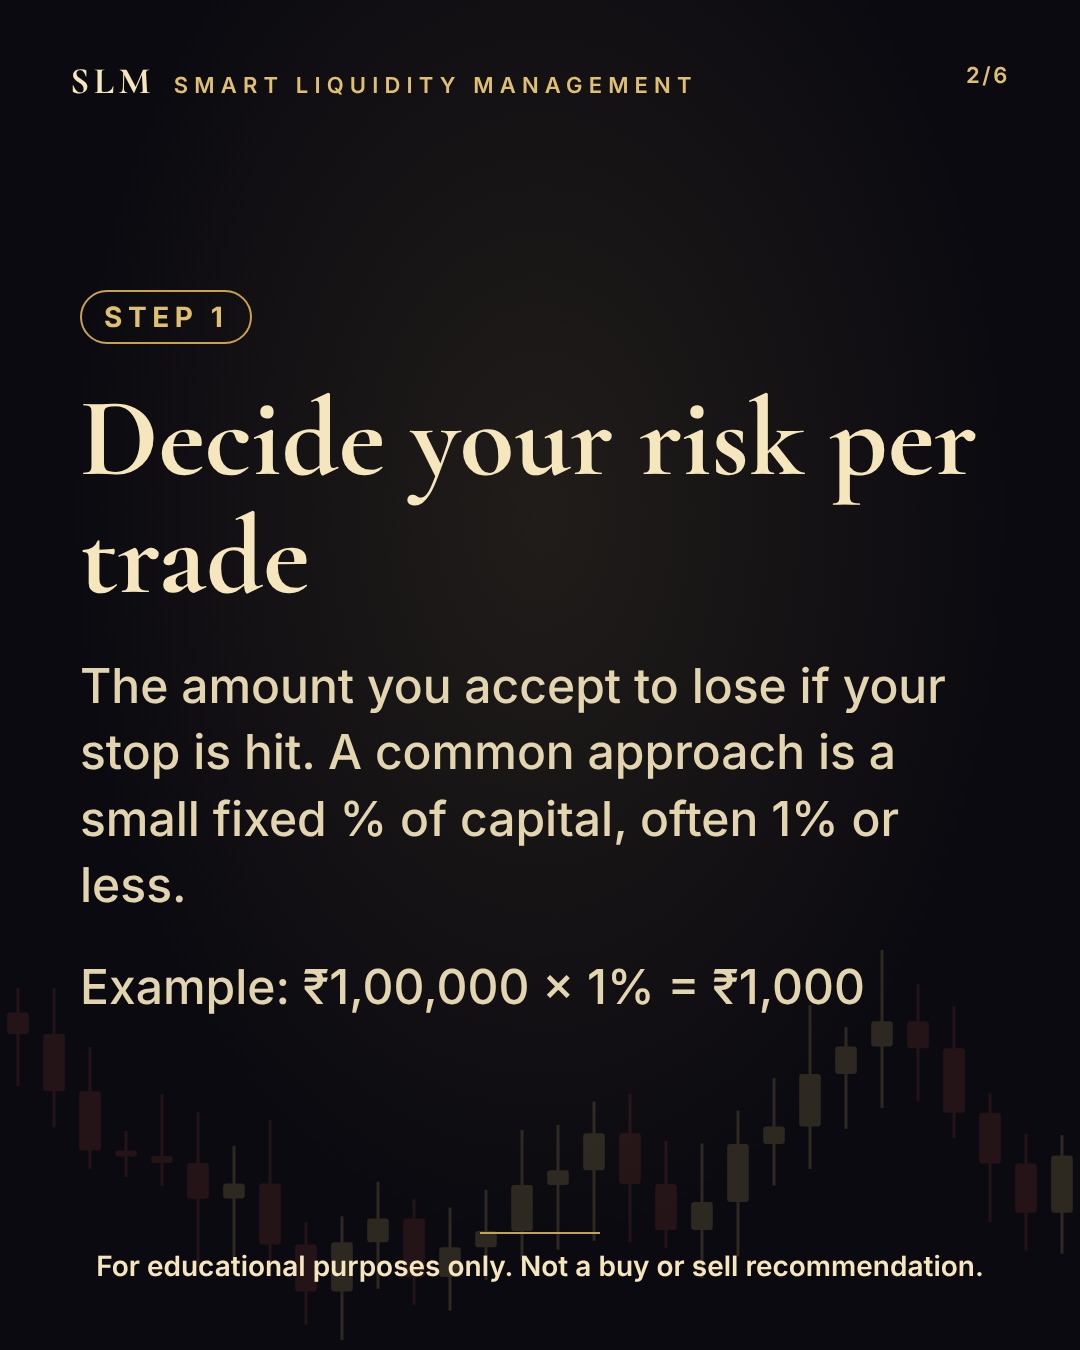 SLM SMART LIQUIDITY MANAGEMENT 2/6
STEP 1
Decide your risk per
trade
The amount you accept to lose if your
stop is hit. A common approach is a
small fixed % of capital, often 1% or
less.
Example: ₹1,00,000 × 1% = ₹1,000
For educational purposes only. Not a buy or sell recommendation.